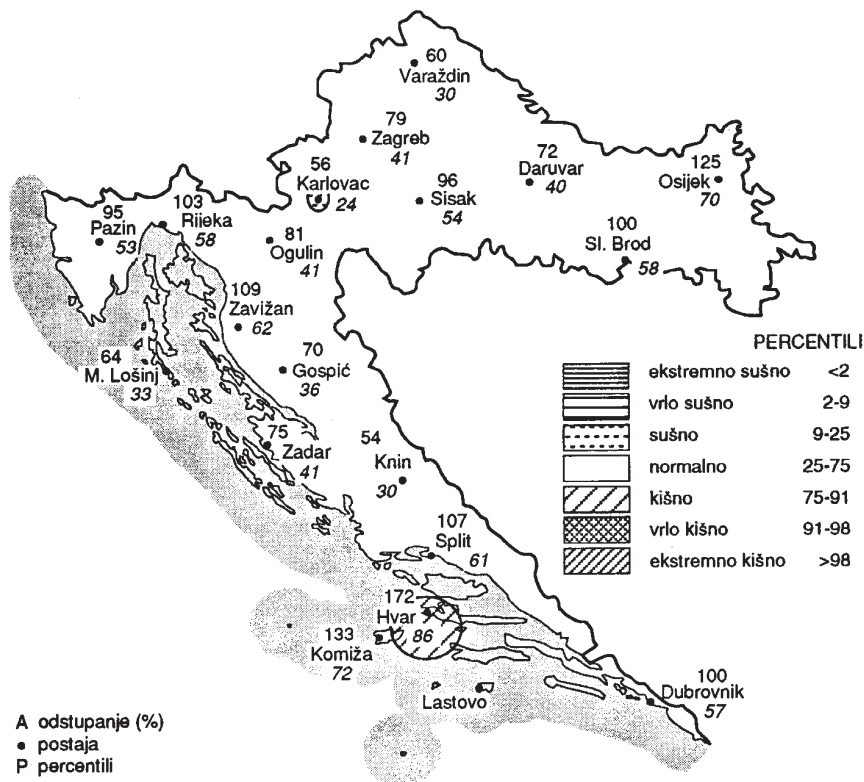 60
Varaždin
30
79
Zagreb
41
72
Daruvar
40
125
Osijek
70
56
Karlovac
24
96
Sisak
54
95
Pazin
53
103
Rijeka
58
81
Ogulin
41
100
Sl. Brod
58
109
Zavižan
62
64
M. Lošinj
33
70
Gospić
36
75
Zadar
41
54
Knin
30
107
Split
61
172
Hvar
86
133
Komiža
72
Lastovo
100
Dubrovnik
57
PERCENTILI
ekstremno sušno <2
vrlo sušno 2-9
sušno 9-25
normalno 25-75
kišno 75-91
vrlo kišno 91-98
ekstremno kišno >98
A odstupanje (%)
• postaja
P percentili